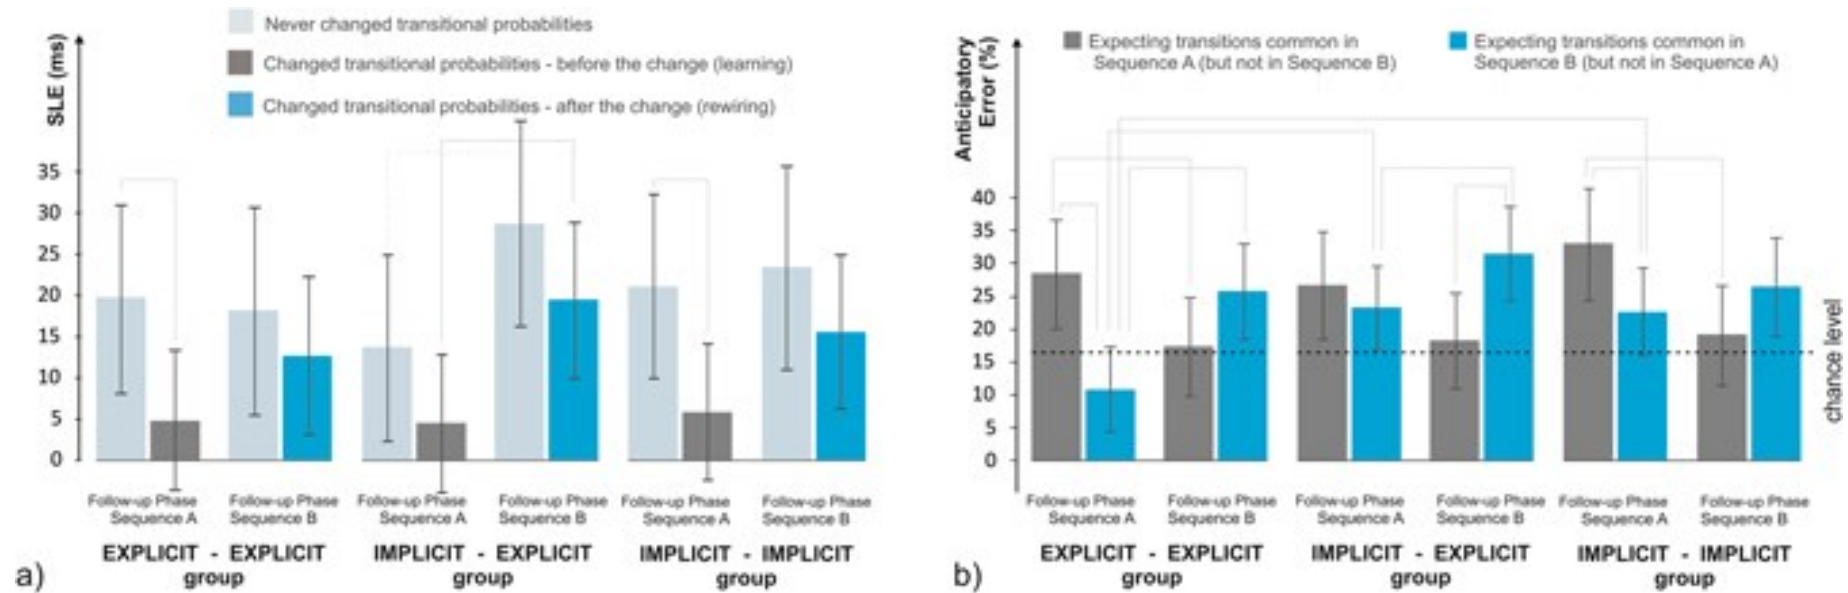 Never changed transitional probabilities
Changed transitional probabilities - before the change (learning)
Changed transitional probabilities - after the change (rewiring)
SLE (ms)
35
30
25
20
15
10
5
0
Follow-up Phase
Sequence A
Follow-up Phase
Sequence B
Follow-up Phase
Sequence A
Follow-up Phase
Sequence B
Follow-up Phase
Sequence A
Follow-up Phase
Sequence B
EXPLICIT - EXPLICIT
group
IMPLICIT - EXPLICIT
group
IMPLICIT - IMPLICIT
group
a)
Expecting transitions common in
Sequence A (but not in Sequence B)
Expecting transitions common in
Sequence B (but not in Sequence A)
Anticipatory
Error (%)
40
35
30
25
20
15
10
5
0
chance level
Follow-up Phase
Sequence A
Follow-up Phase
Sequence B
Follow-up Phase
Sequence A
Follow-up Phase
Sequence B
Follow-up Phase
Sequence A
Follow-up Phase
Sequence B
EXPLICIT - EXPLICIT
group
IMPLICIT - EXPLICIT
group
IMPLICIT - IMPLICIT
group
b)